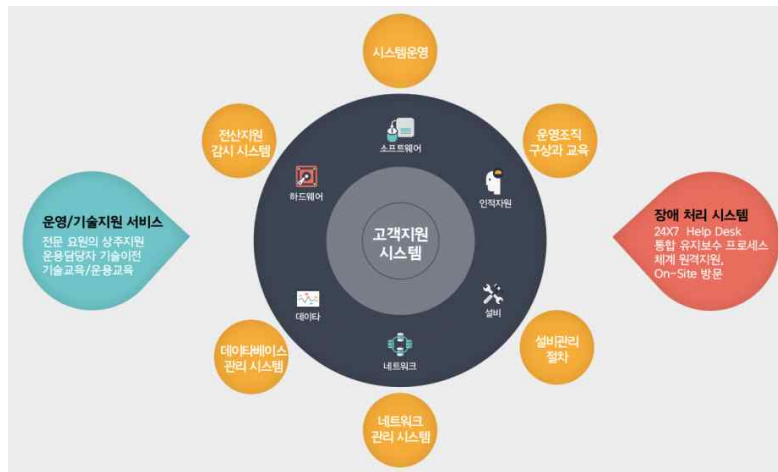 시스템운영
전산지원
감시 시스템
운영조직
구상과 교육
소프트웨어
하드웨어
인적자원
고객지원
시스템
운영/기술지원 서비스
전문 요원의 상주지원
운용담당자 기술이전
기술교육/운용교육
장애 처리 시스템
24X7 Help Desk
통합 유지보수 프로세스
체계 원격지원,
On-Site 방문
데이타
설비
네트워크
데이타베이스
관리 시스템
설비관리
절차
네트워크
관리 시스템